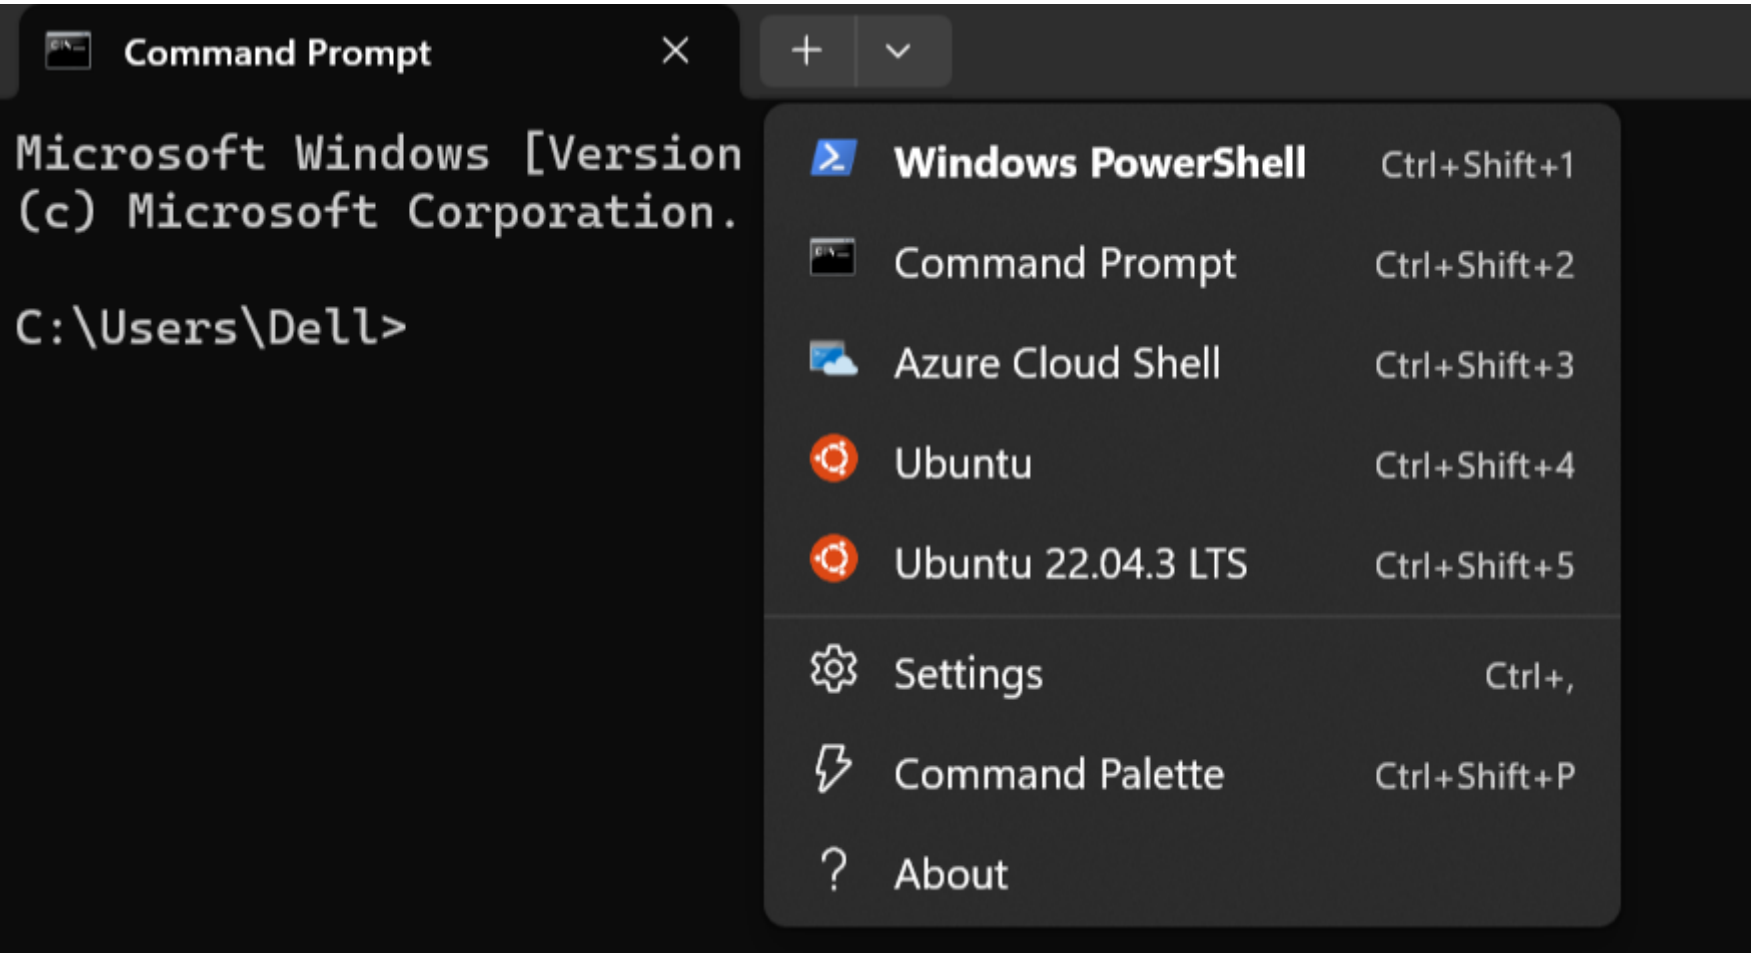 Command Prompt
Microsoft Windows [Version
(c) Microsoft Corporation.
C:\Users\Dell>
Windows PowerShell Ctrl+Shift+1
Command Prompt Ctrl+Shift+2
Azure Cloud Shell Ctrl+Shift+3
Ubuntu Ctrl+Shift+4
Ubuntu 22.04.3 LTS Ctrl+Shift+5
Settings Ctrl+,
Command Palette Ctrl+Shift+P
About